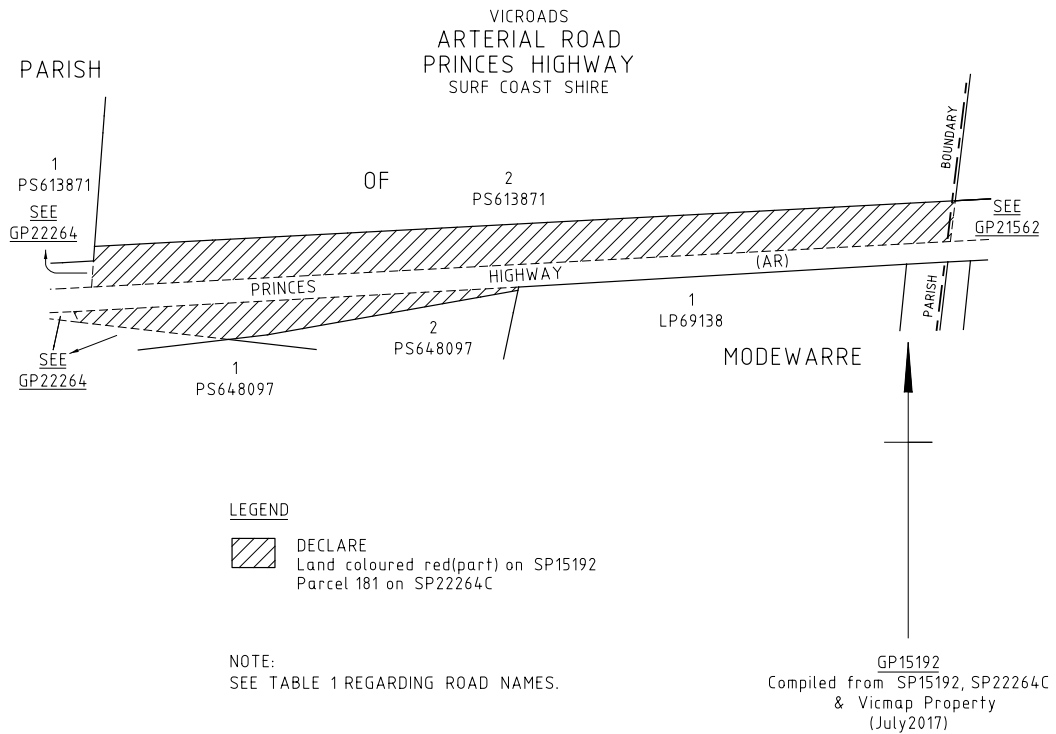 VICROADS
ARTERIAL ROAD
PRINCES HIGHWAY
SURF COAST SHIRE
PARISH
BOUNDARY
1
PS613871
OF
2
PS613871
SEE
GP22264
SEE
GP21562
PRINCES HIGHWAY (AR)
PARISH
1
LP69138
2
PS648097
MODEWARRE
SEE
GP22264
1
PS648097
LEGEND
DECLARE
Land coloured red(part) on SP15192
Parcel 181 on SP22264C
NOTE:
SEE TABLE 1 REGARDING ROAD NAMES.
GP15192
Compiled from SP15192, SP22264C
& Vicmap Property
(July2017)